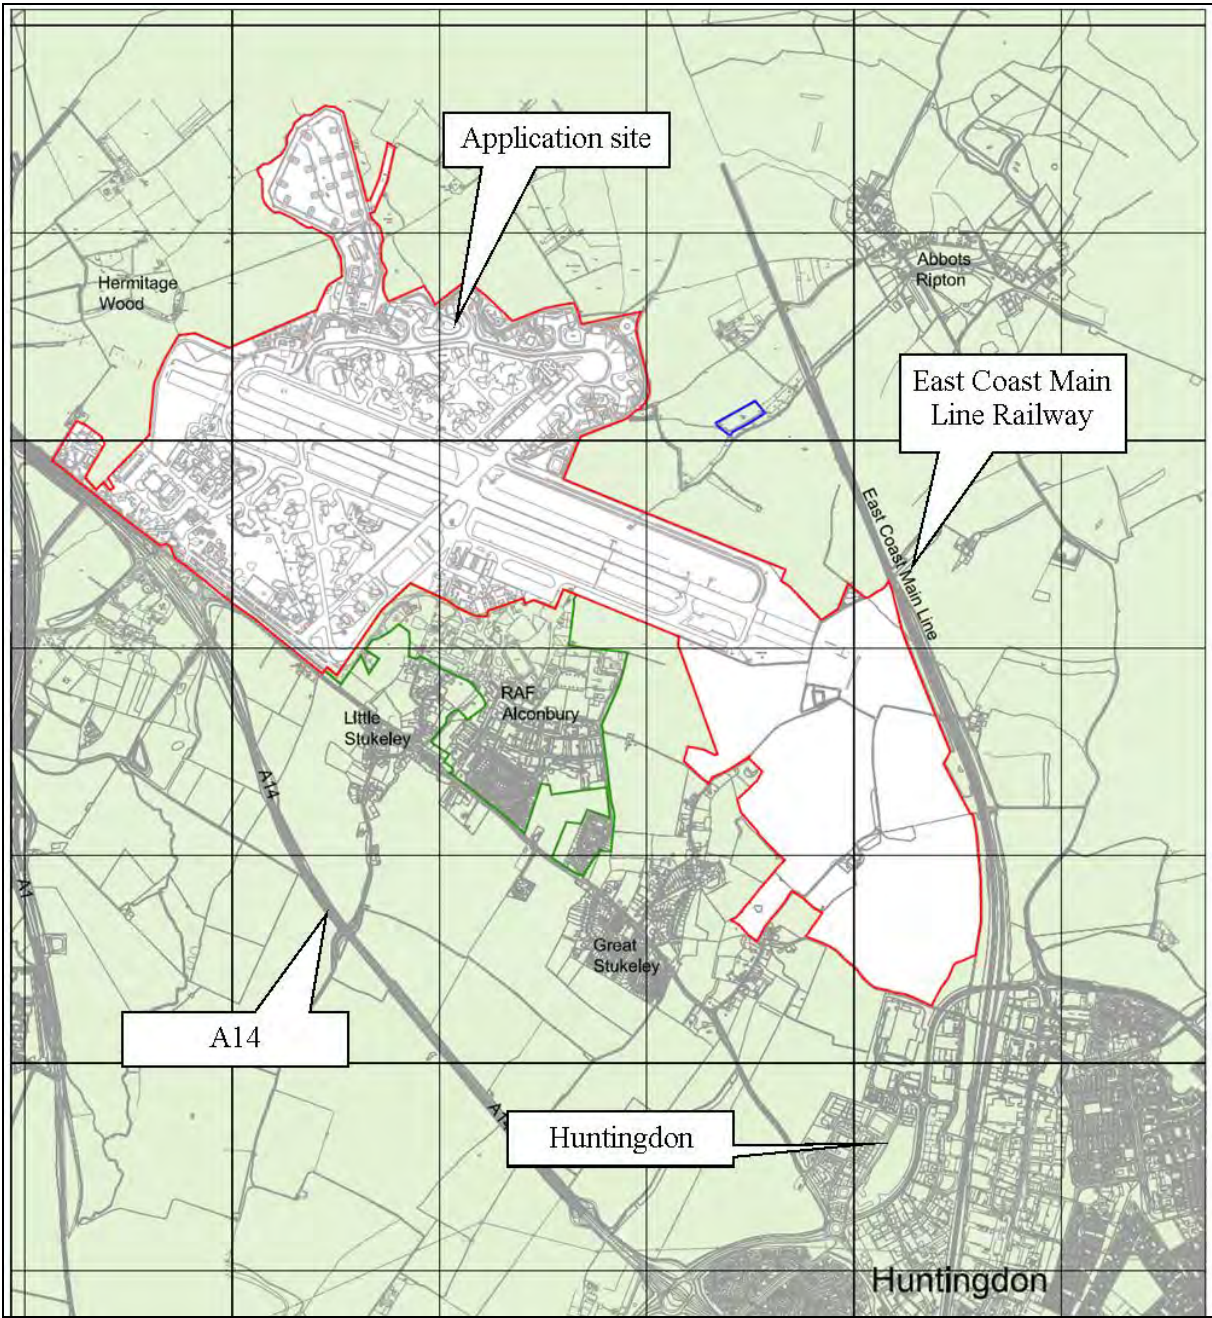 Application site
Abbots
Ripton
Hermitage
Wood
East Coast Main
Line Railway
East Coast Main Line
RAF
Alconbury
LIttle
Stukeley
A14
A1
Great
Stukeley
A14
A14
Huntingdon
Huntingdon